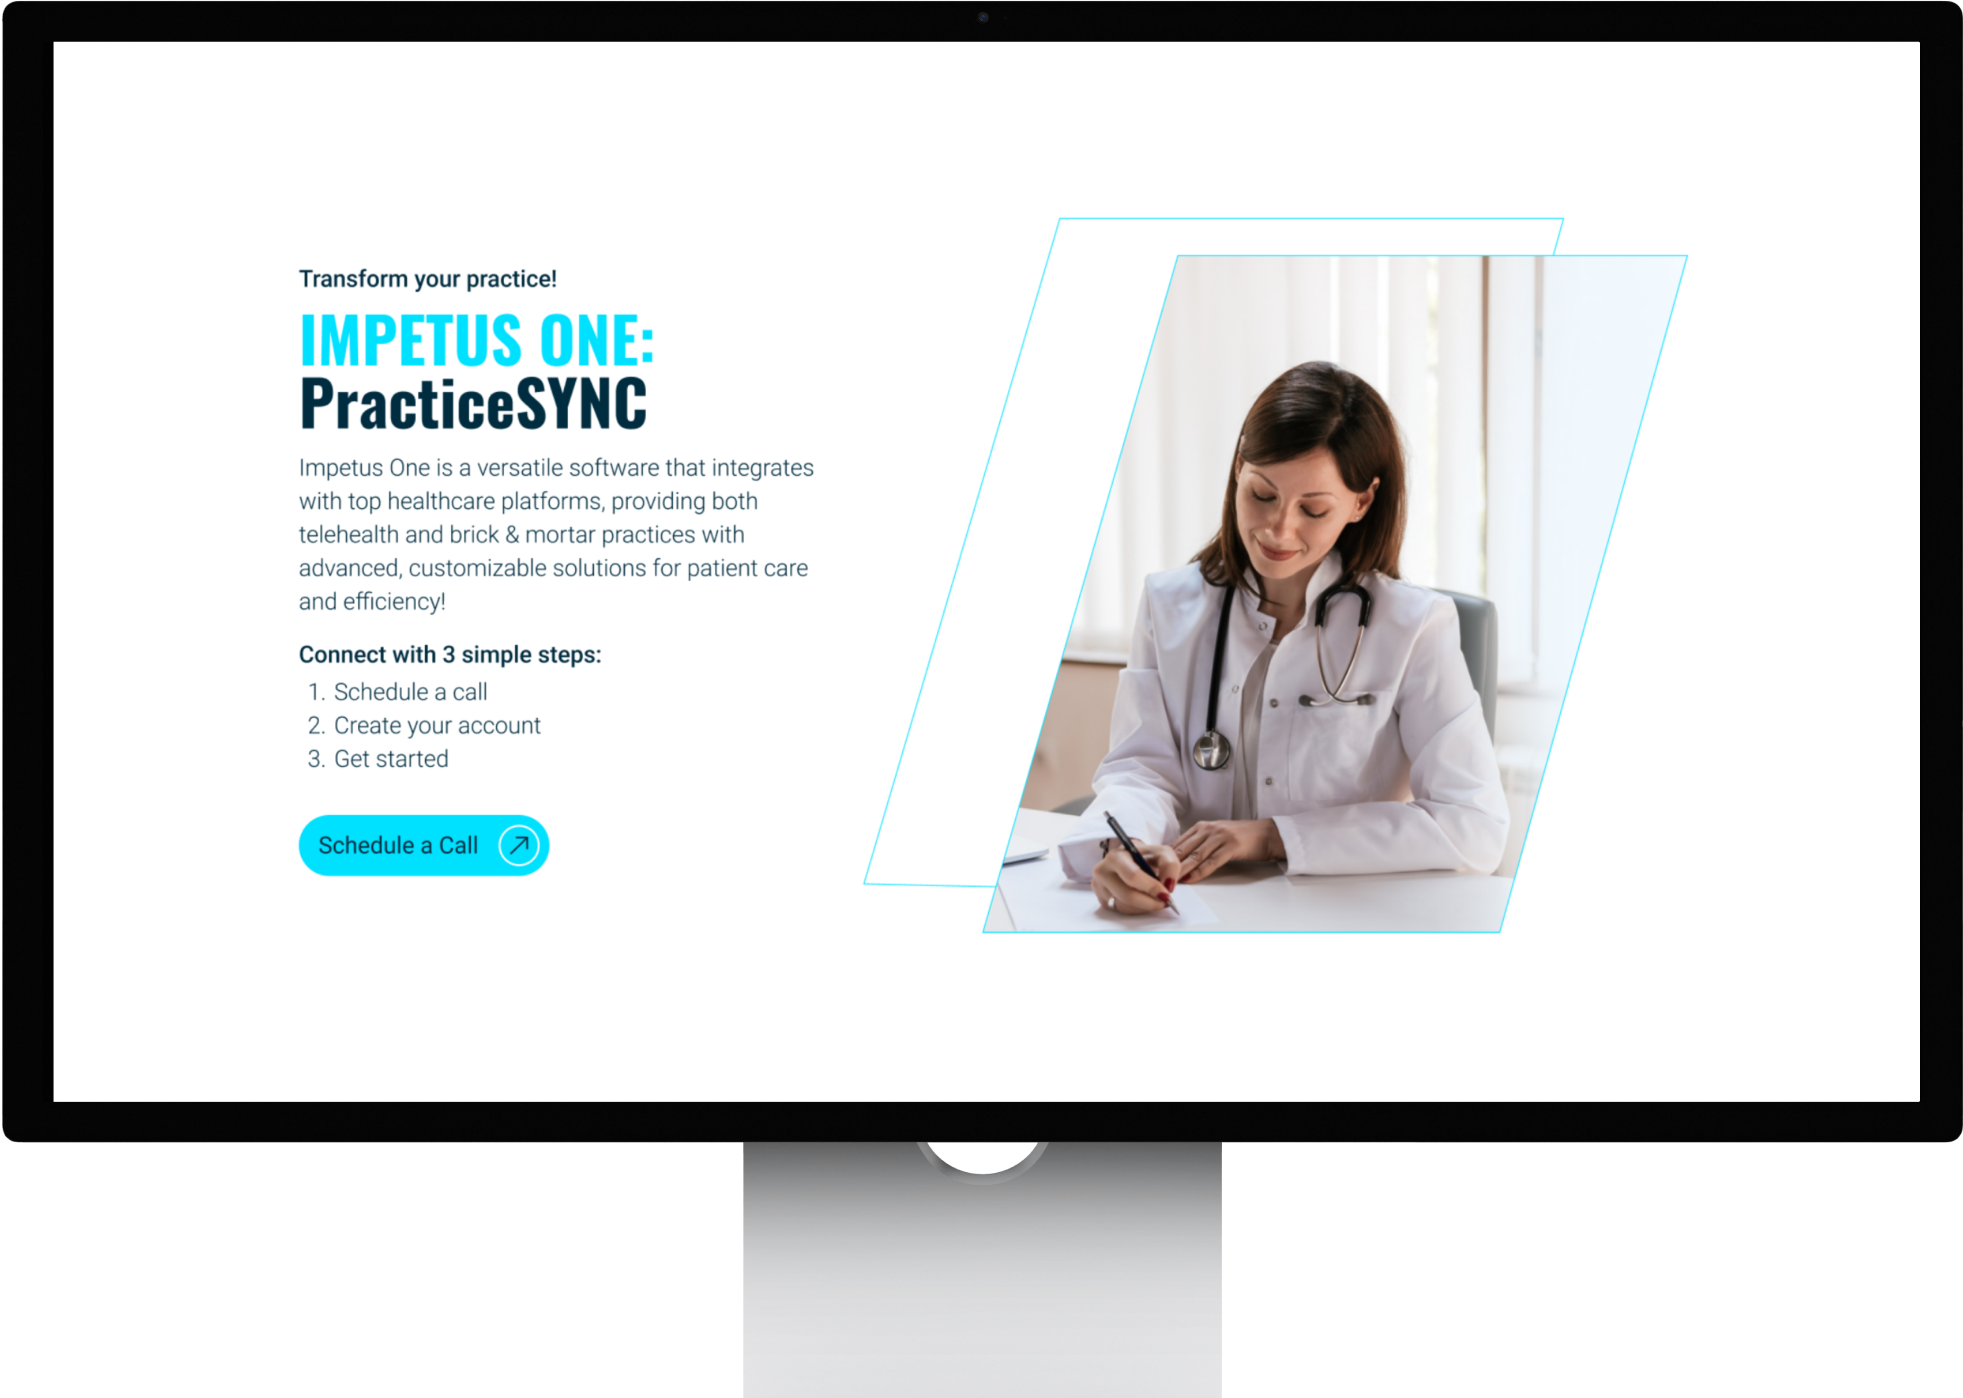 Transform your practice!
IMPETUS ONE:
PracticeSYNC
Impetus One is a versatile software that integrates
with top healthcare platforms, providing both
telehealth and brick & mortar practices with
advanced, customizable solutions for patient care
and efficiency!
Connect with 3 simple steps:
1. Schedule a call
2. Create your account
3. Get started
Schedule a Call